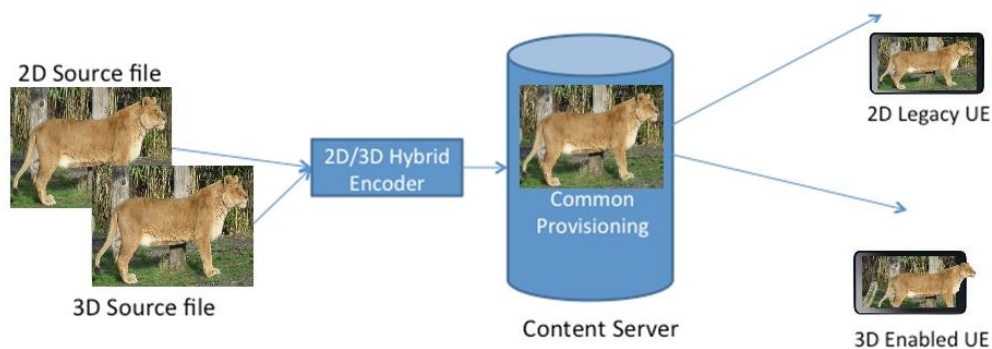 2D Source file
3D Source file
2D/3D Hybrid
Encoder
Common
Provisioning
Content Server
2D Legacy UE
3D Enabled UE